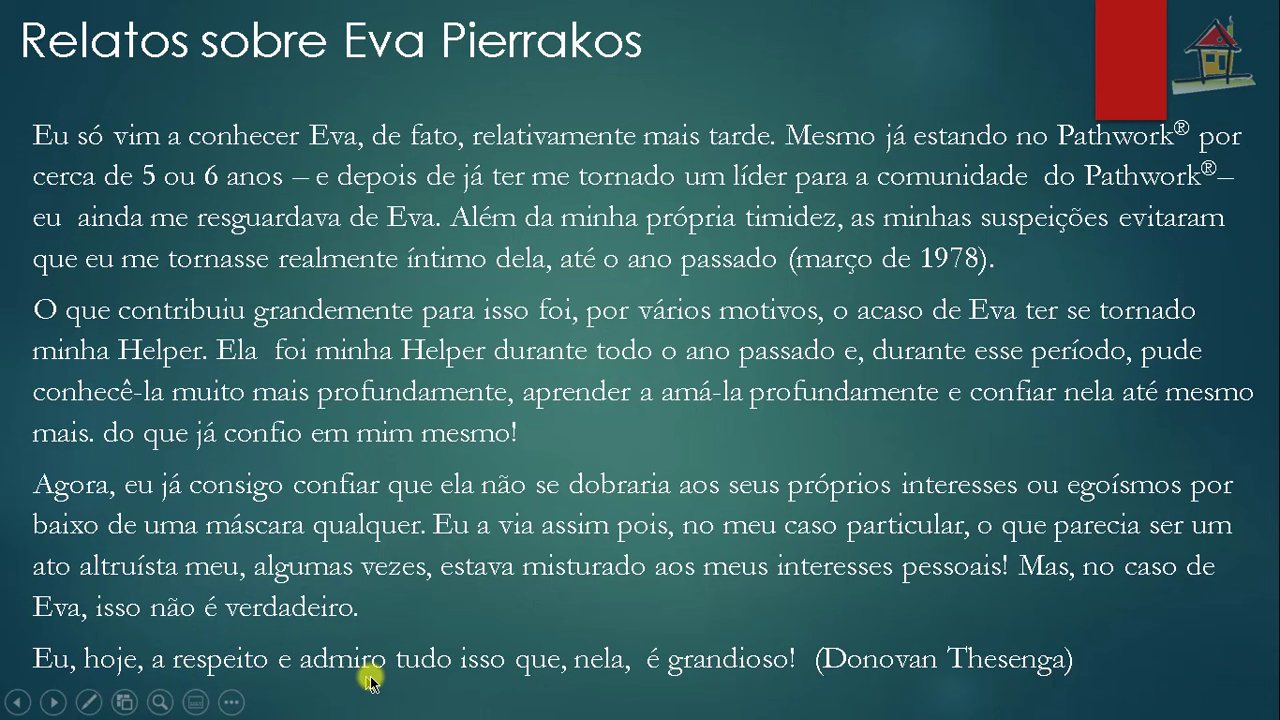 Relatos sobre Eva Pierrakos
Eu só vim a conhecer Eva, de fato, relativamente mais tarde. Mesmo já estando no Pathwork® por
cerca de 5 ou 6 anos – e depois de já ter me tornado um líder para a comunidade do Pathwork®–
eu ainda me resguardava de Eva. Além da minha própria timidez, as minhas suspeições evitaram
que eu me tornasse realmente íntimo dela, até o ano passado (março de 1978).
O que contribuiu grandemente para isso foi, por vários motivos, o acaso de Eva ter se tornado
minha Helper. Ela foi minha Helper durante todo o ano passado e, durante esse período, pude
conhecê-la muito mais profundamente, aprender a amá-la profundamente e confiar nela até mesmo
mais. do que já confio em mim mesmo!
Agora, eu já consigo confiar que ela não se dobraria aos seus próprios interesses ou egoísmos por
baixo de uma máscara qualquer. Eu a via assim pois, no meu caso particular, o que parecia ser um
ato altruísta meu, algumas vezes, estava misturado aos meus interesses pessoais! Mas, no caso de
Eva, isso não é verdadeiro.
Eu, hoje, a respeito e admiro tudo isso que, nela, é grandioso! (Donovan Thesenga)